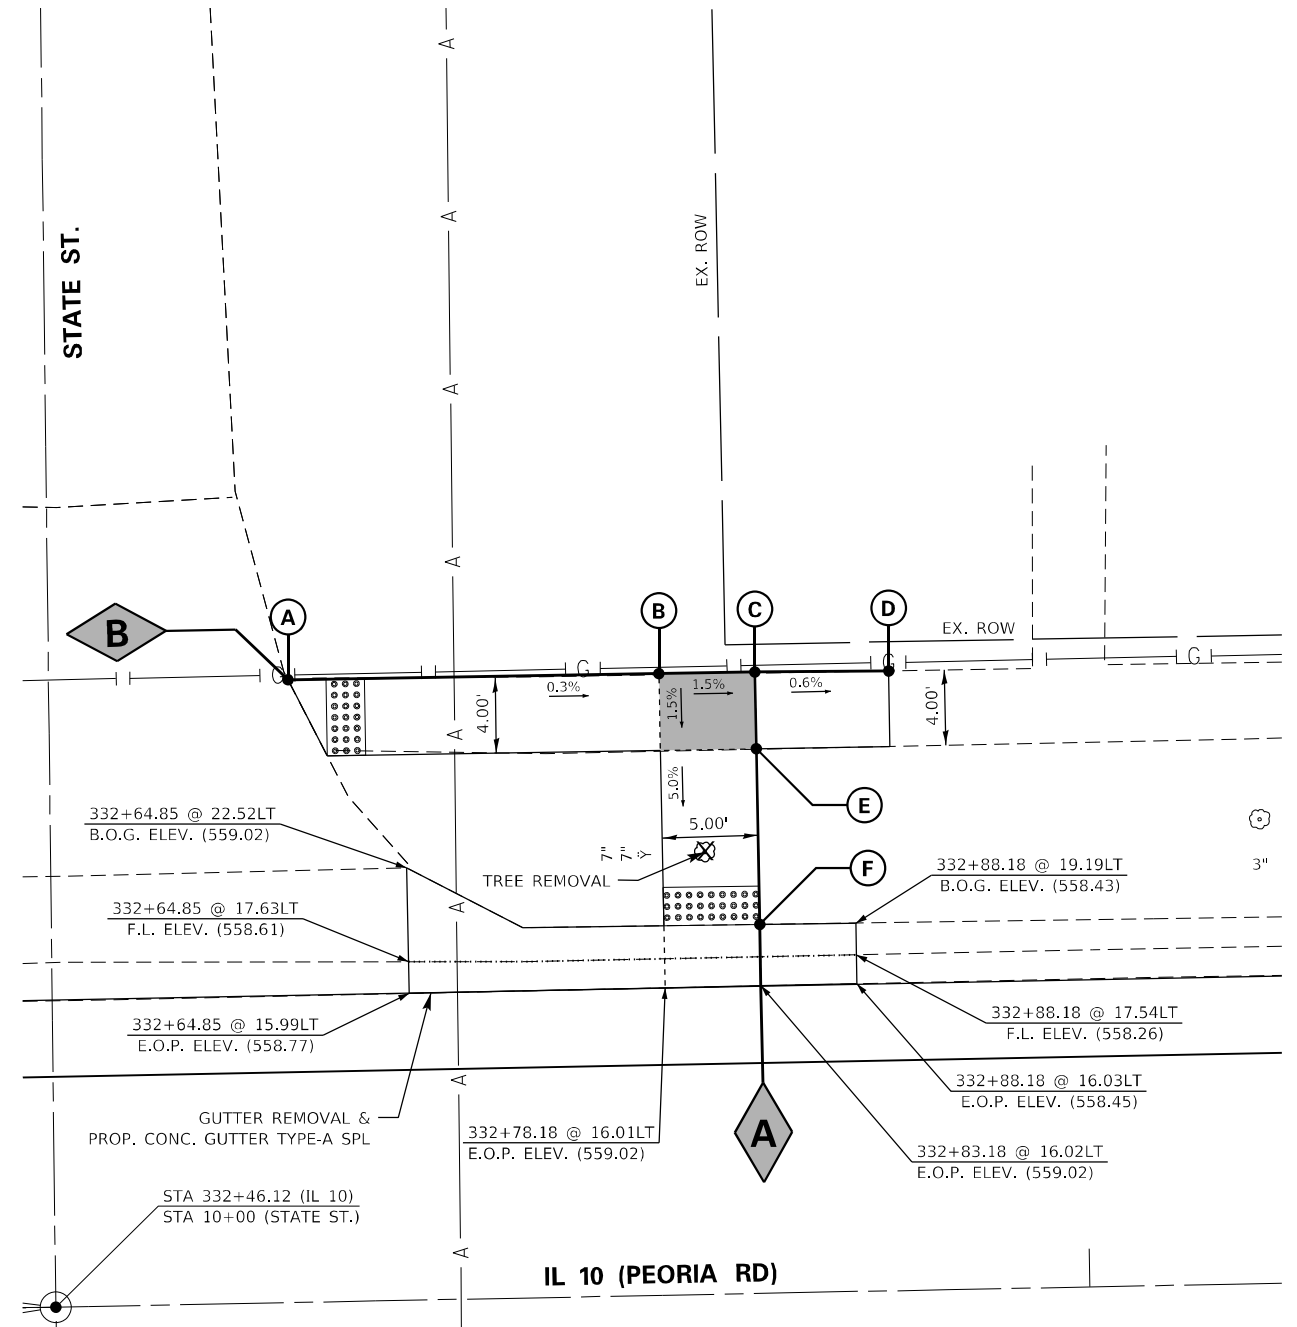 A
A
A
A
A
A
A
A
STATE ST.
EX. ROW
B
A
B
C
D
EX. ROW
G
G
G
G
0.3%
1.5%
0.6%
1.5%
4.00'
4.00'
5.0%
E
5.00'
332+64.85 @ 22.52LT
B.O.G. ELEV. (559.02)
7"
7"
Y
TREE REMOVAL
F
332+88.18 @ 19.19LT
B.O.G. ELEV. (558.43)
3"
332+64.85 @ 17.63LT
F.L. ELEV. (558.61)
332+64.85 @ 15.99LT
E.O.P. ELEV. (558.77)
332+88.18 @ 17.54LT
F.L. ELEV. (558.26)
332+88.18 @ 16.03LT
E.O.P. ELEV. (558.45)
GUTTER REMOVAL &
PROP. CONC. GUTTER TYPE-A SPL
332+78.18 @ 16.01LT
E.O.P. ELEV. (559.02)
A
332+83.18 @ 16.02LT
E.O.P. ELEV. (559.02)
STA 332+46.12 (IL 10)
STA 10+00 (STATE ST.)
IL 10 (PEORIA RD)